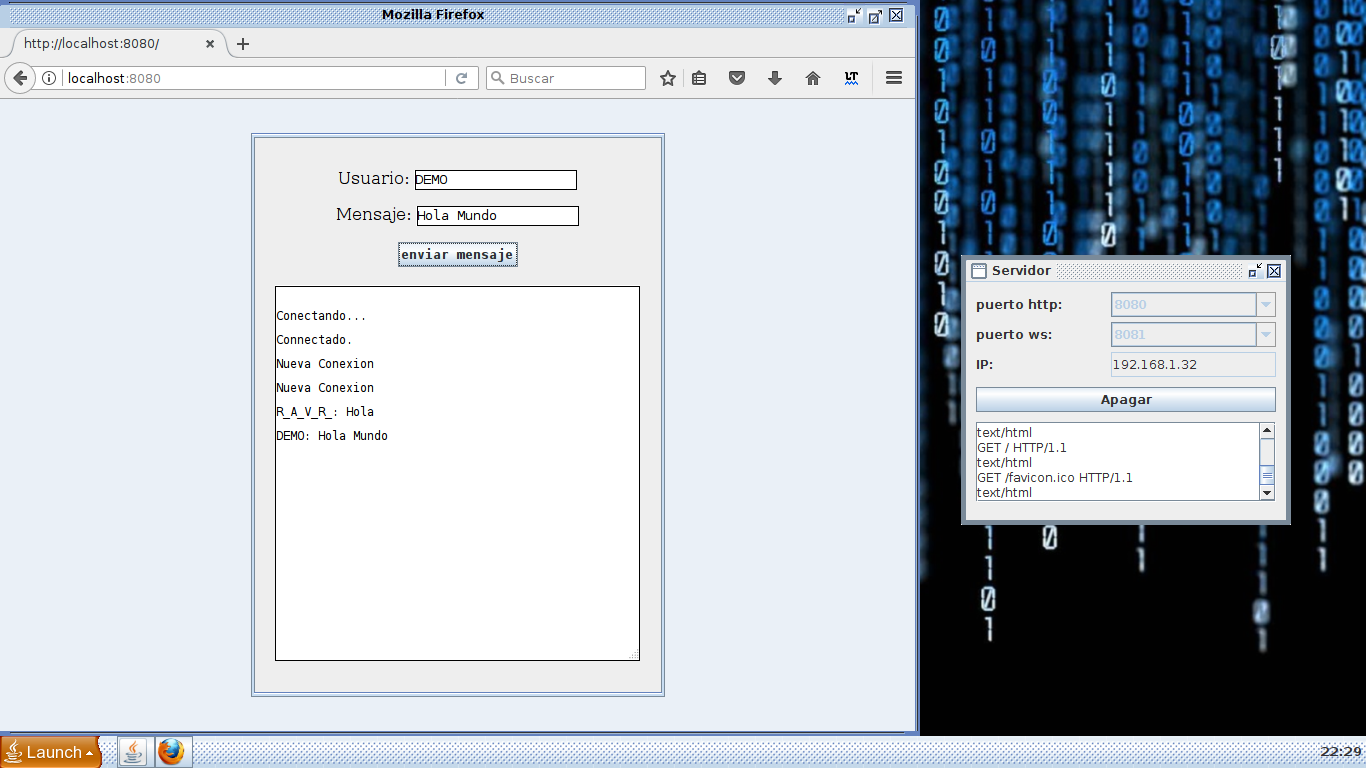 Mozilla Firefox
http://localhost:8080/
localhost:8080
Buscar
LT
Usuario: DEMO
Mensaje: Hola Mundo
enviar mensaje
Conectando...
Connectado.
Nueva Conexion
Nueva Conexion
R_A_V_R_: Hola
DEMO: Hola Mundo
Servidor
puerto http: 8080
puerto ws: 8081
IP: 192.168.1.32
Apagar
text/html
GET / HTTP/1.1
text/html
GET /favicon.ico HTTP/1.1
text/html
Launch
22:29